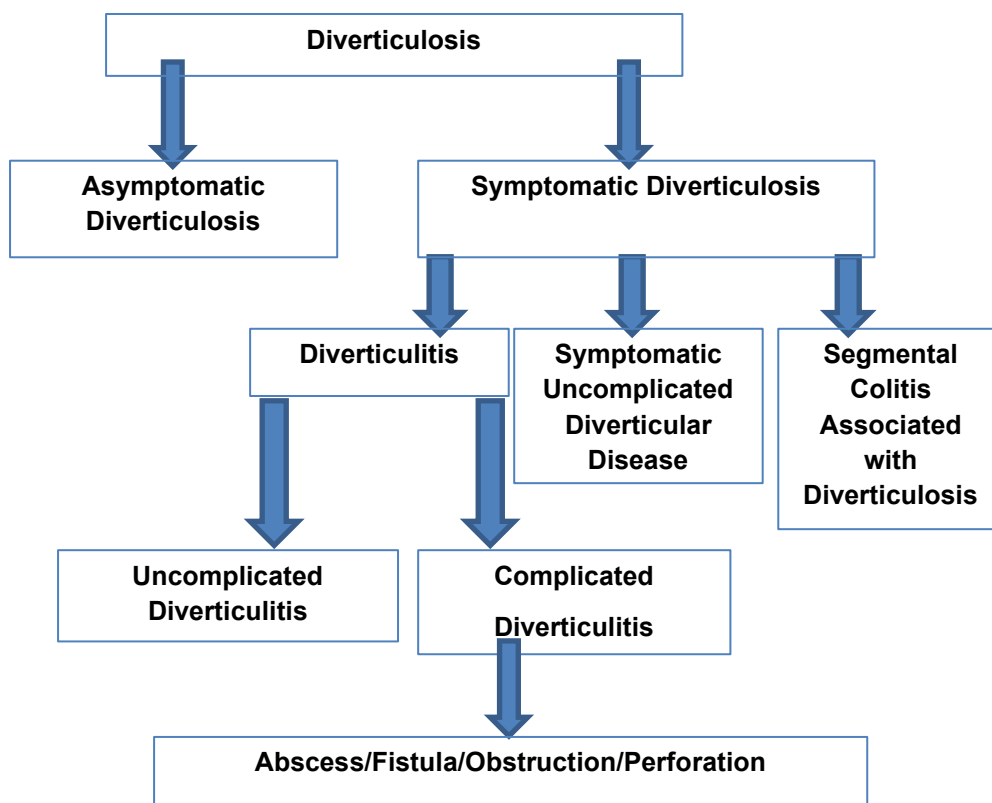 Diverticulosis
Asymptomatic
Diverticulosis
Symptomatic Diverticulosis
Diverticulitis
Symptomatic
Uncomplicated
Diverticular
Disease
Segmental
Colitis
Associated
with
Diverticulosis
Uncomplicated
Diverticulitis
Complicated
Diverticulitis
Abscess/Fistula/Obstruction/Perforation